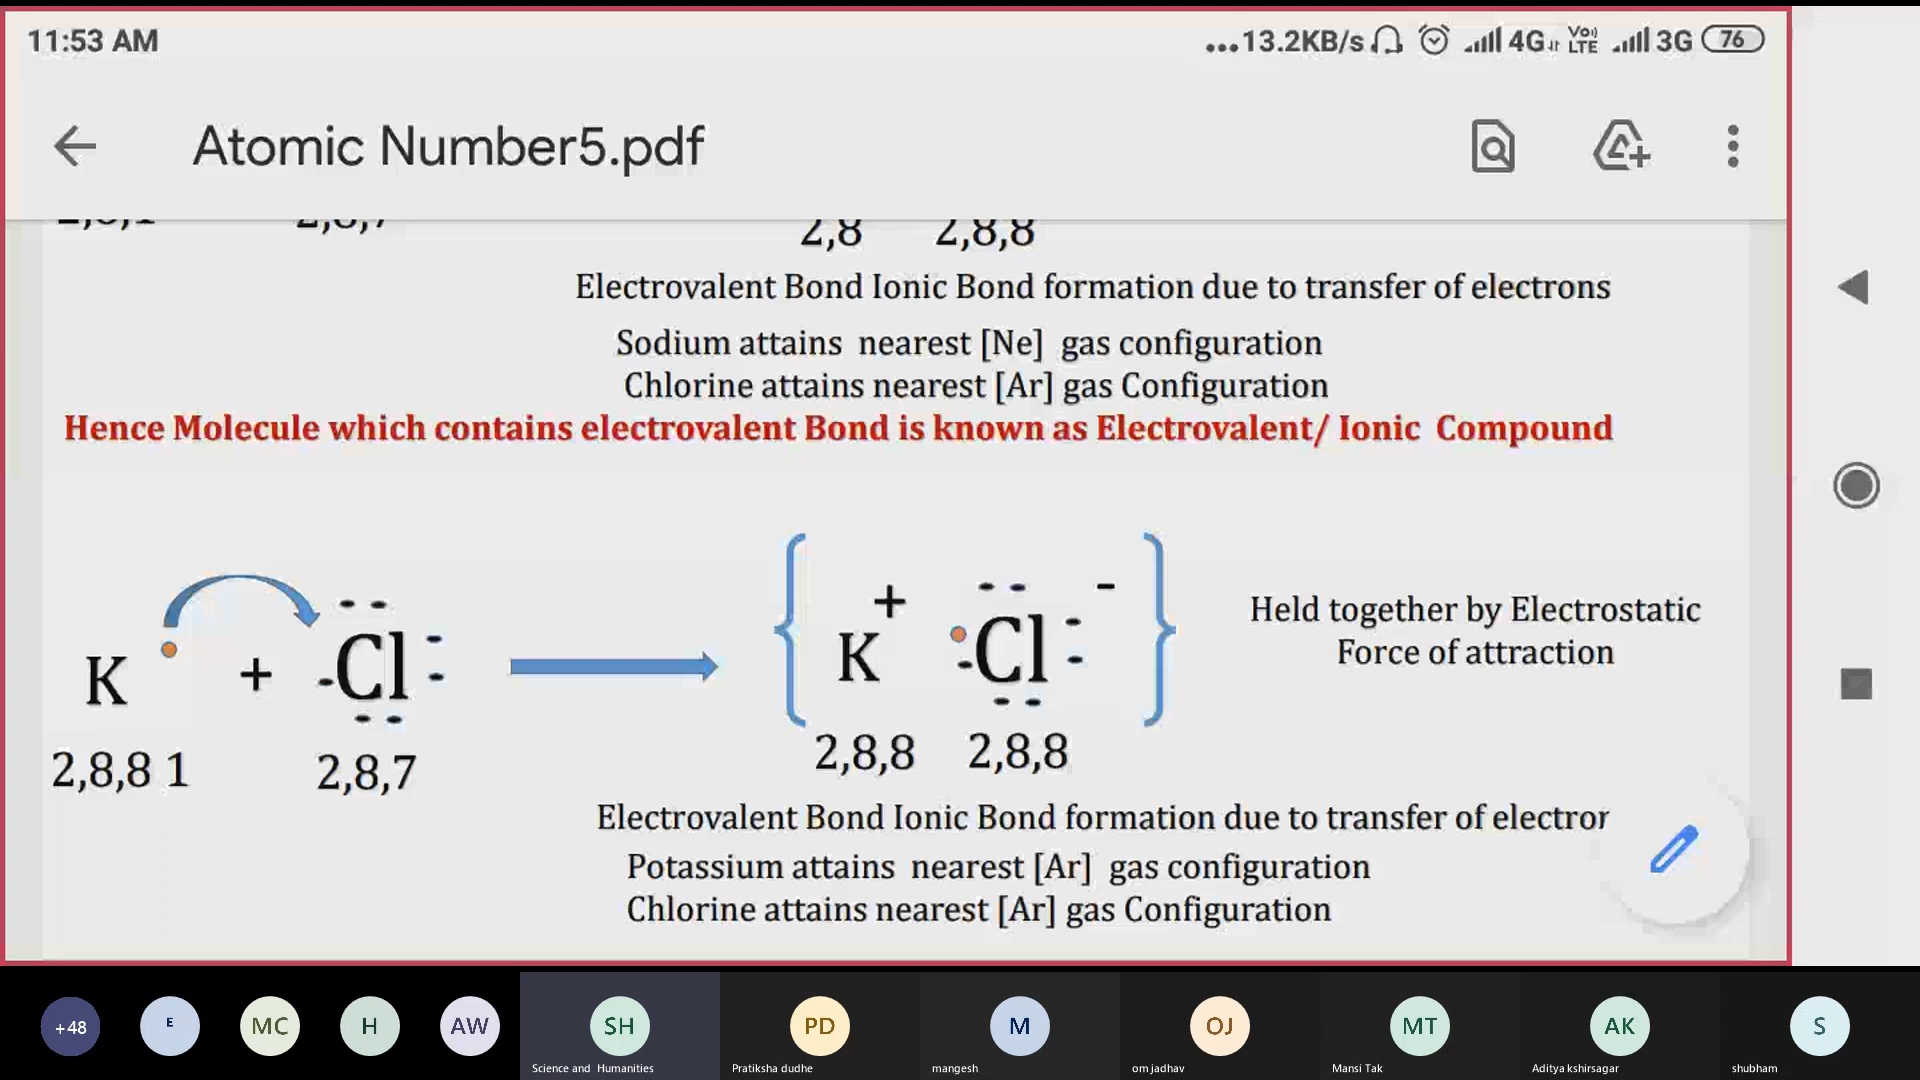 11:53 AM
...13.2KB/s 4G VoLTE 3G 76
Atomic Number5.pdf
2,8 2,8,8
Electrovalent Bond Ionic Bond formation due to transfer of electrons
Sodium attains nearest [Ne] gas configuration
Chlorine attains nearest [Ar] gas Configuration
Hence Molecule which contains electrovalent Bond is known as Electrovalent/ Ionic Compound
K + Cl
K+ Cl-
Held together by Electrostatic
Force of attraction
2,8,8 1 2,8,7
2,8,8 2,8,8
Electrovalent Bond Ionic Bond formation due to transfer of electror
Potassium attains nearest [Ar] gas configuration
Chlorine attains nearest [Ar] gas Configuration
+48 E MC H AW SH PD M OJ MT AK S
Science and Humanities Pratiksha dudhe mangesh om jadhav Mansi Tak Aditya kshirsagar shubham